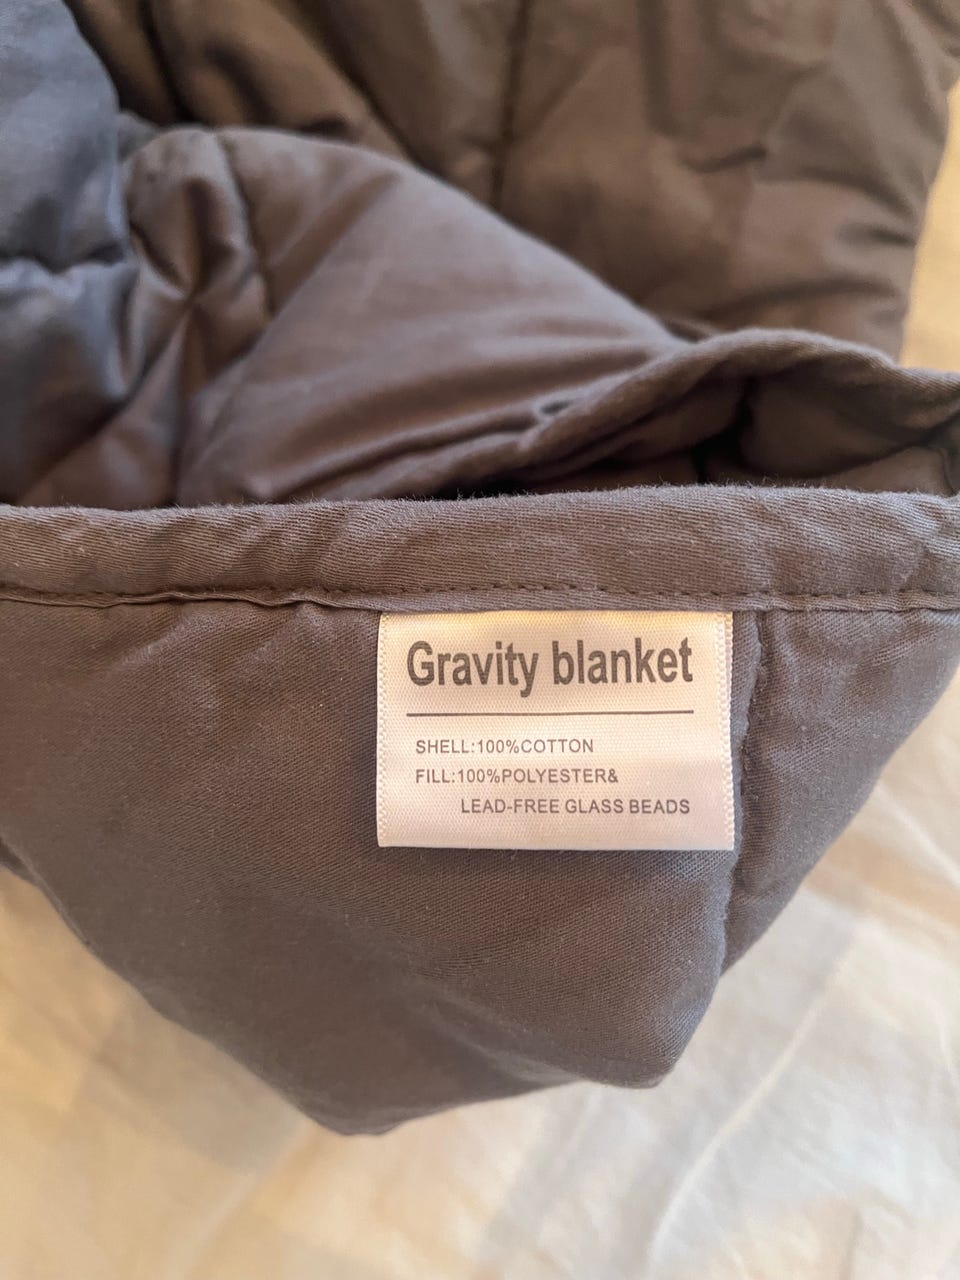 Gravity blanket
SHELL:100%COTTON
FILL:100%POLYESTER&
LEAD-FREE GLASS BEADS